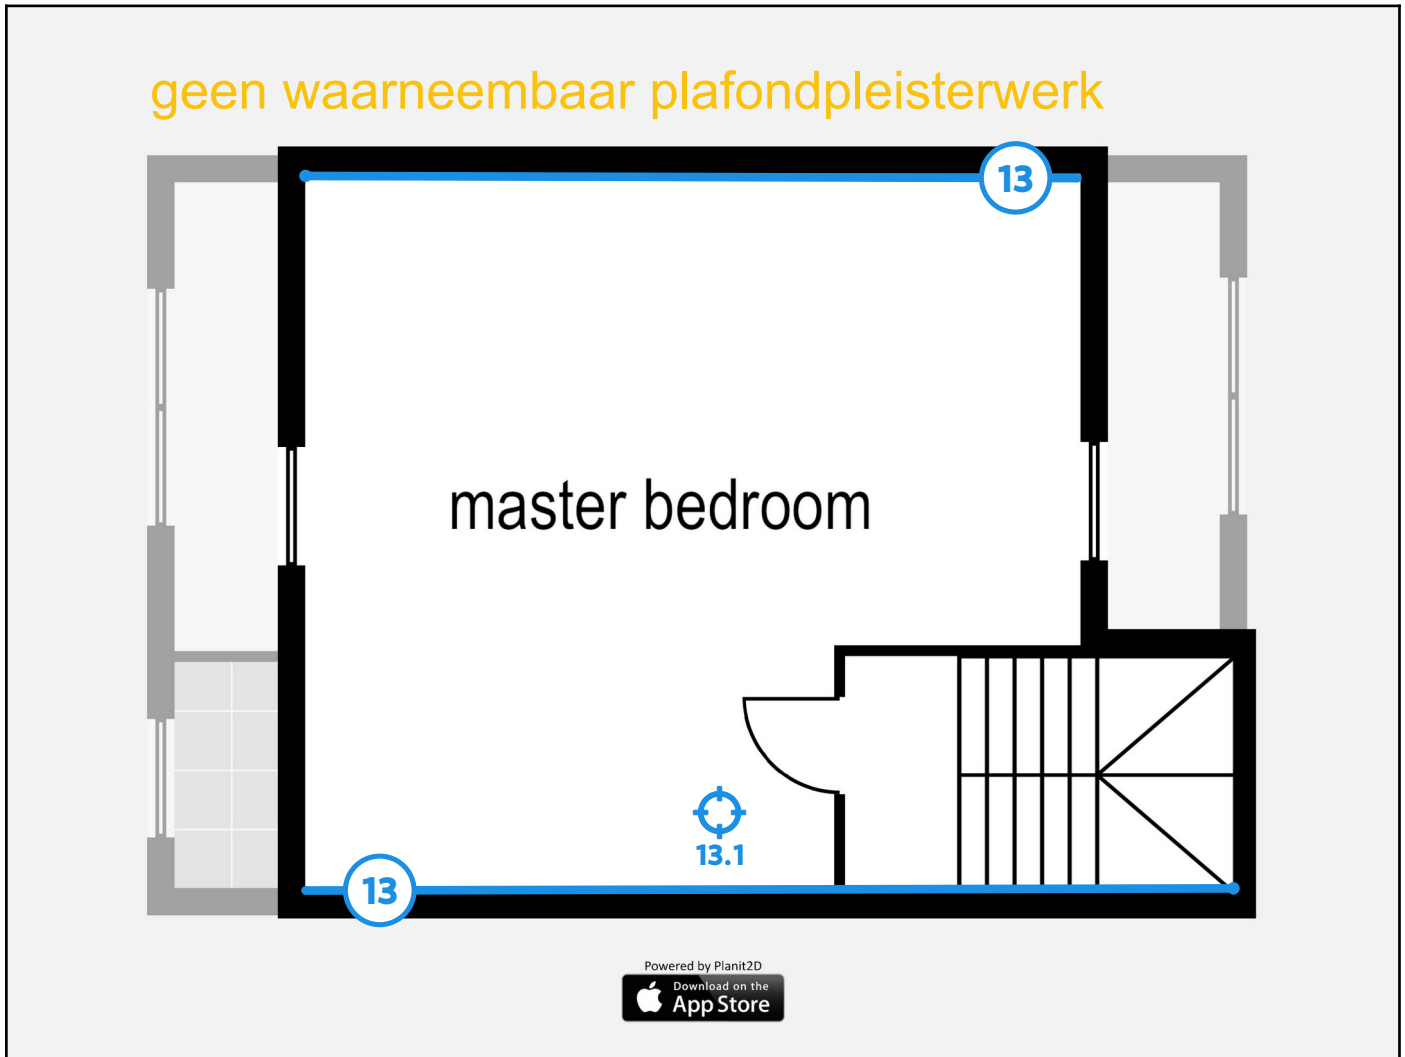 geen waarneembaar plafondpleisterwerk
13
master bedroom
13.1
13
Powered by Planit2D
Download on the
App Store